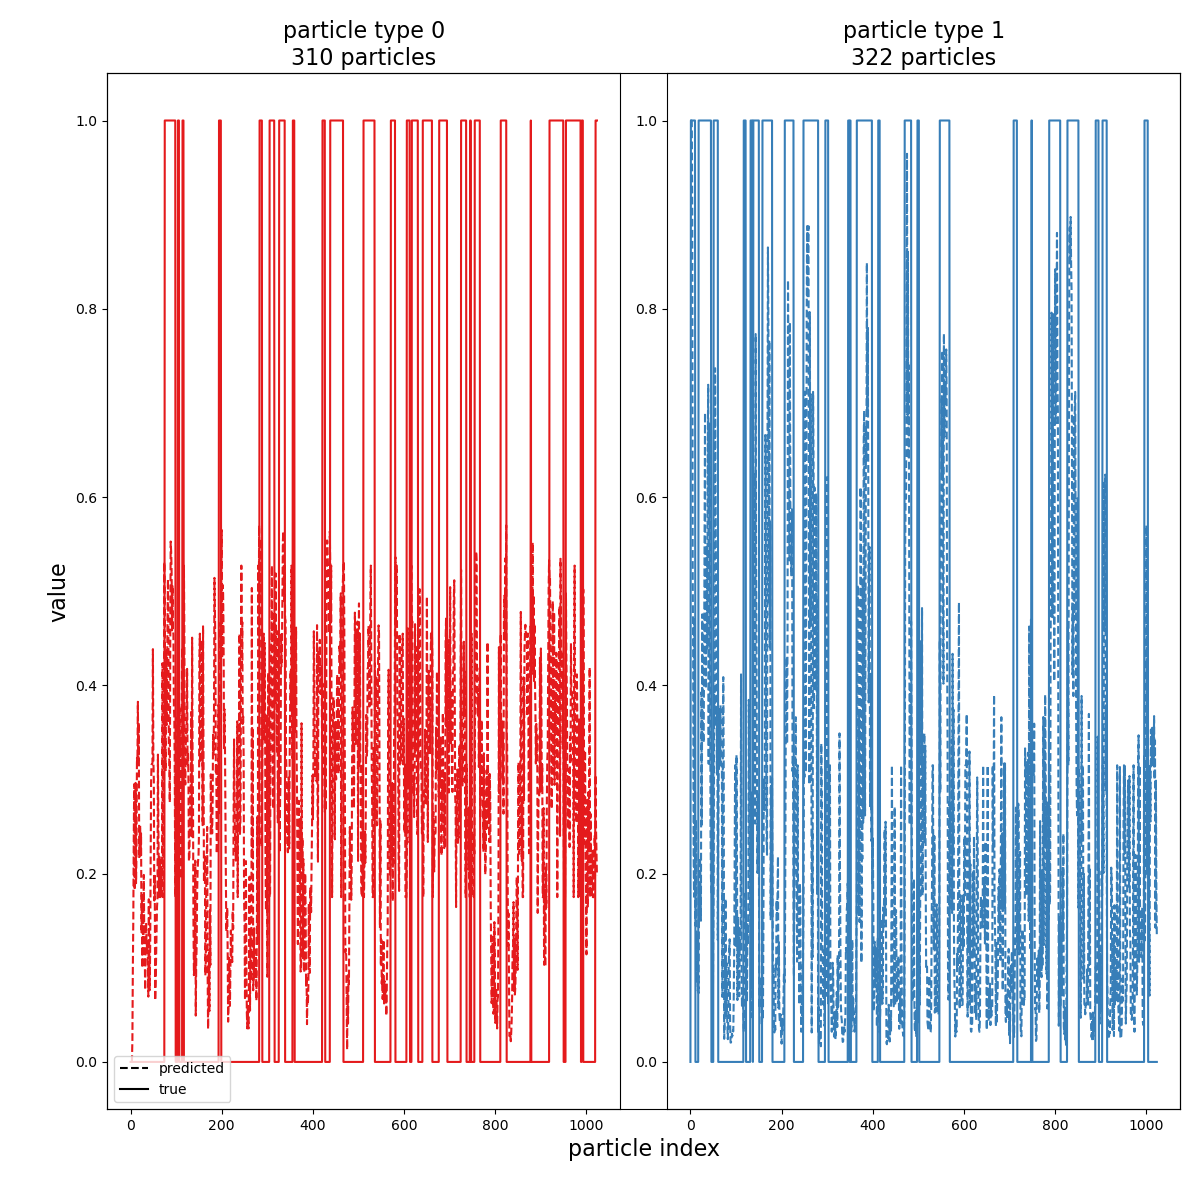 particle type 0
310 particles
particle type 1
322 particles
value
1.0
0.8
0.6
0.4
0.2
0.0
1.0
0.8
0.6
0.4
0.2
0.0
predicted
true
0 200 400 600 800 1000
0 200 400 600 800 1000
particle index